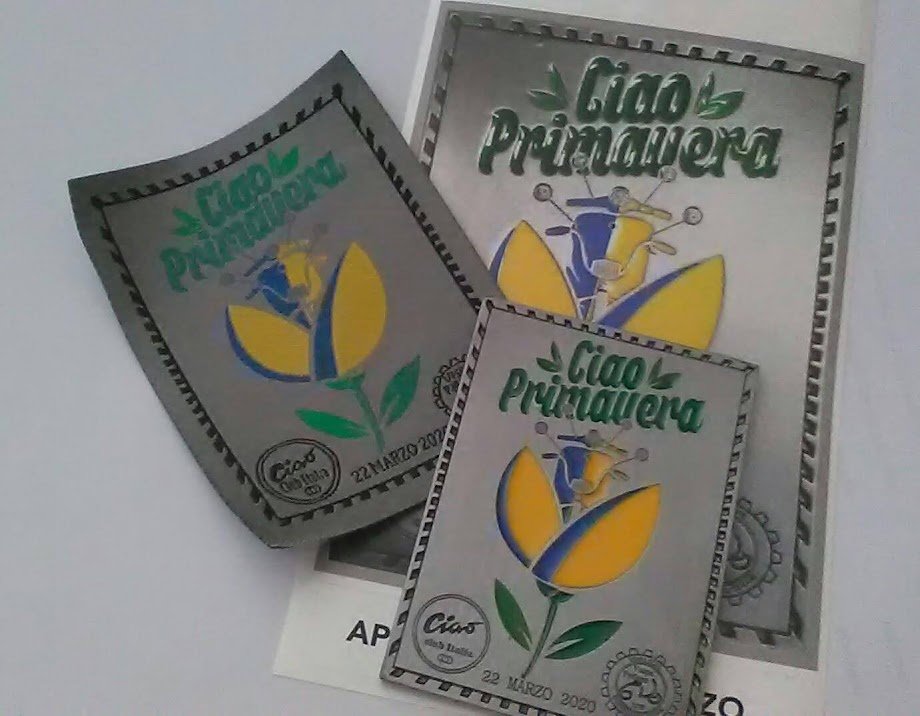 Ciao
Primavera
Ciao
club Italia
22 MARZO 2020
Ciao
Primavera
AP
ZO
Ciao
Primavera
Ciao
club Italia
22 MARZO 2020